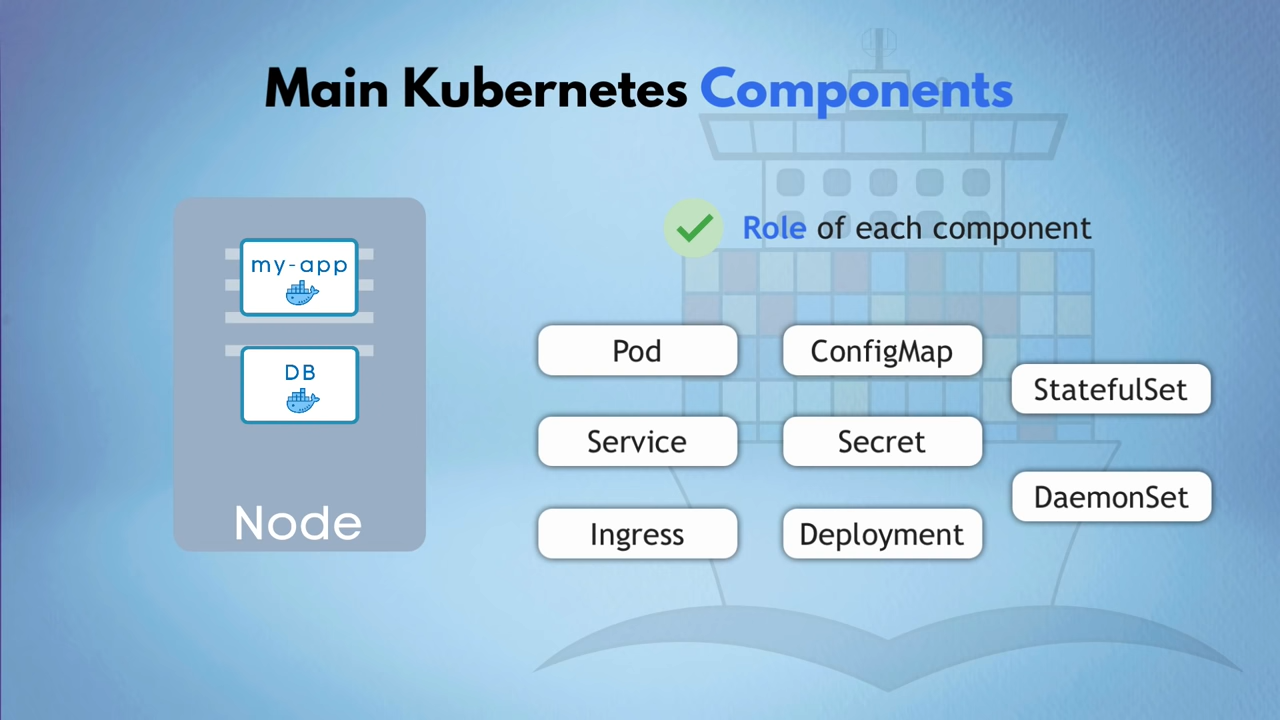 Main Kubernetes Components
Role of each component
my-app
DB
Node
Pod
Service
Ingress
ConfigMap
Secret
Deployment
StatefulSet
DaemonSet